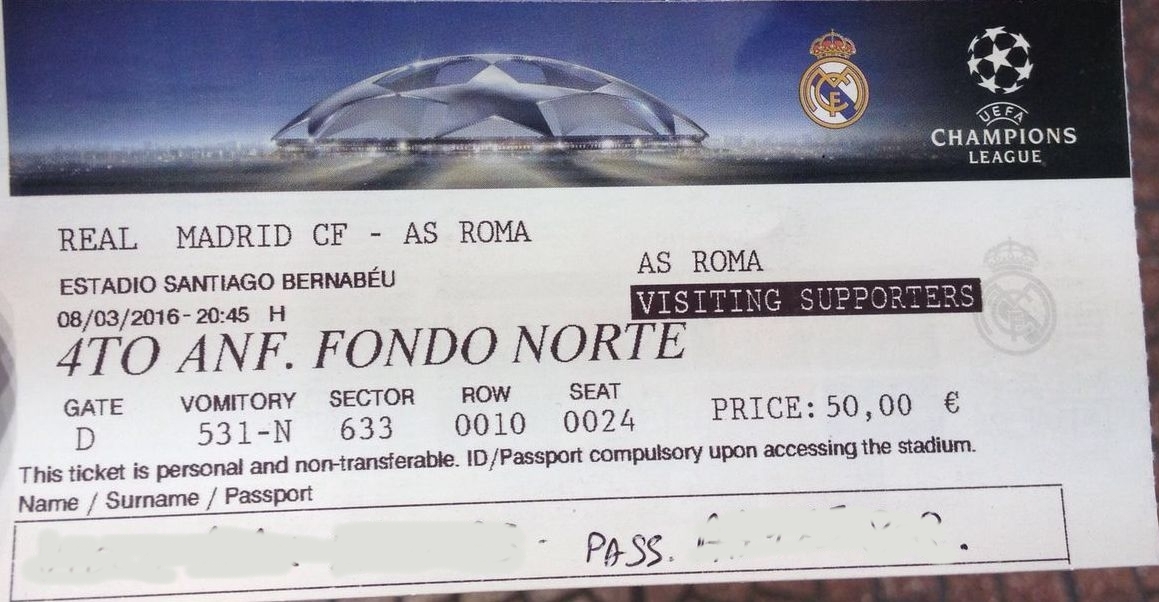 UEFA
CHAMPIONS
LEAGUE
REAL MADRID CF - AS ROMA
ESTADIO SANTIAGO BERNABÉU
08/03/2016-20:45 H
AS ROMA
VISITING SUPPORTERS
4TO ANF. FONDO NORTE
GATE VOMITORY SECTOR ROW SEAT
D 531-N 633 0010 0024
PRICE: 50,00 €
This ticket is personal and non-transferable. ID/Passport compulsory upon accessing the stadium.
Name / Surname / Passport
PASS.